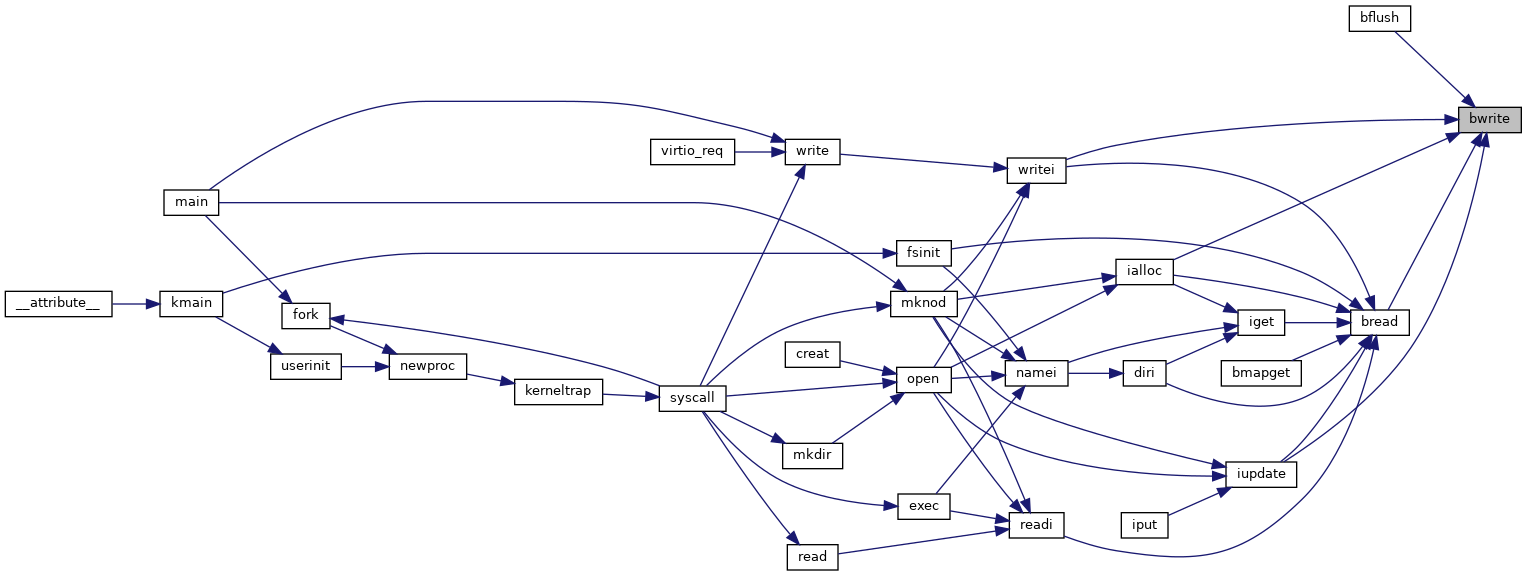 bflush
bwrite
virtio_req
write
writei
main
fsinit
ialloc
__attribute__
kmain
fork
mknod
iget
bread
userinit
newproc
creat
open
namei
diri
bmapget
kerneltrap
syscall
mkdir
iupdate
exec
readi
iput
read